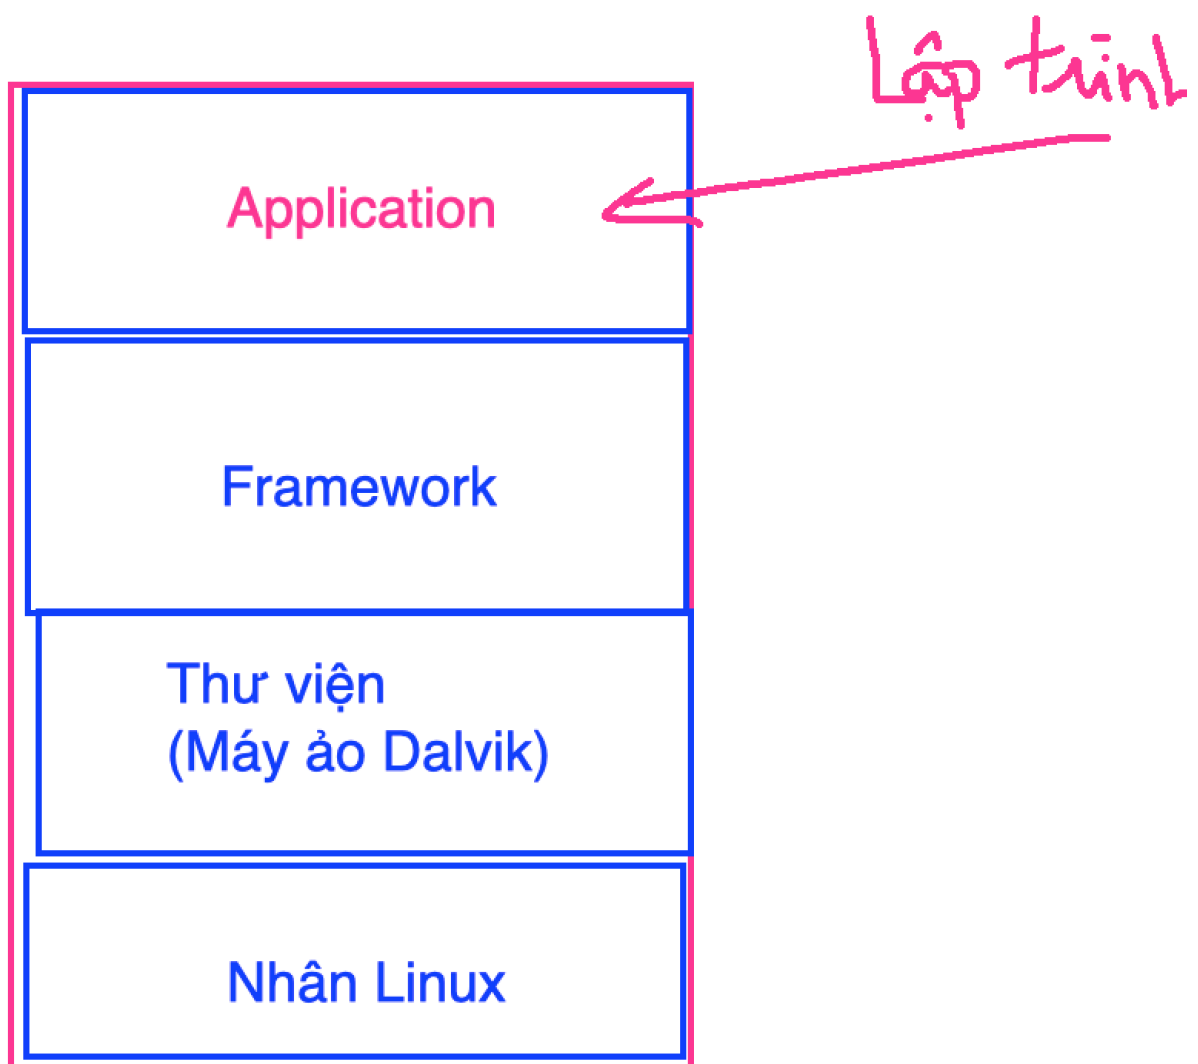 Lập trình
Application
Framework
Thư viện
(Máy ảo Dalvik)
Nhân Linux